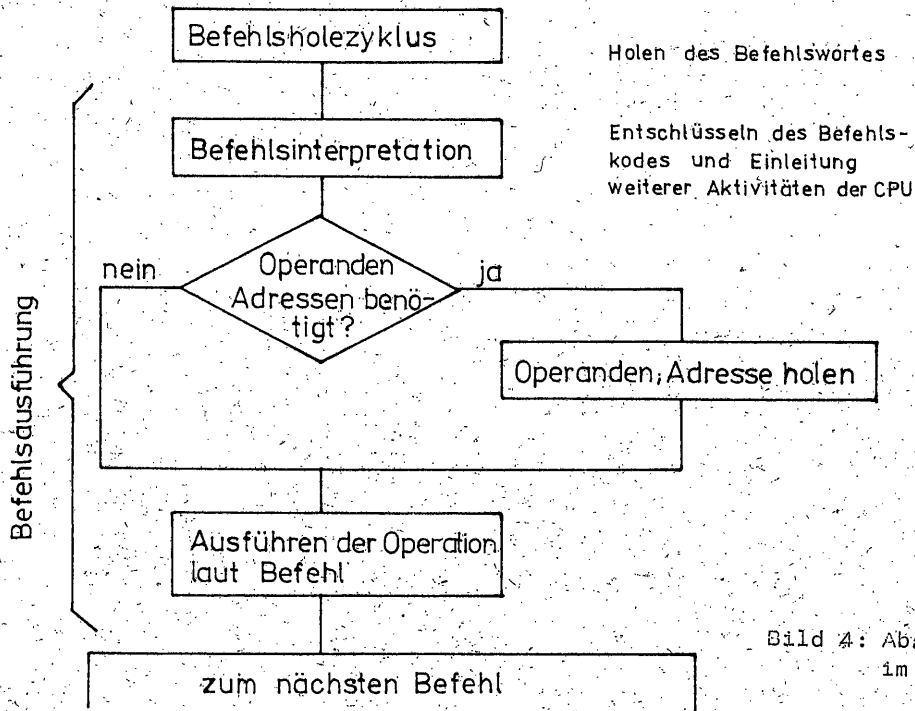 Befehlsholezyklus
Holen des Befehlswortes
Befehlsinterpretation
Entschlüsseln des Befehls-
kodes und Einleitung
weiterer Aktivitäten der CPU
nein
Operanden
Adressen benö-
tigt?
ja
Operanden, Adresse holen
Befehlsausführung
Ausführen der Operation
laut Befehl
Bild 4:
im
zum nächsten Befehl